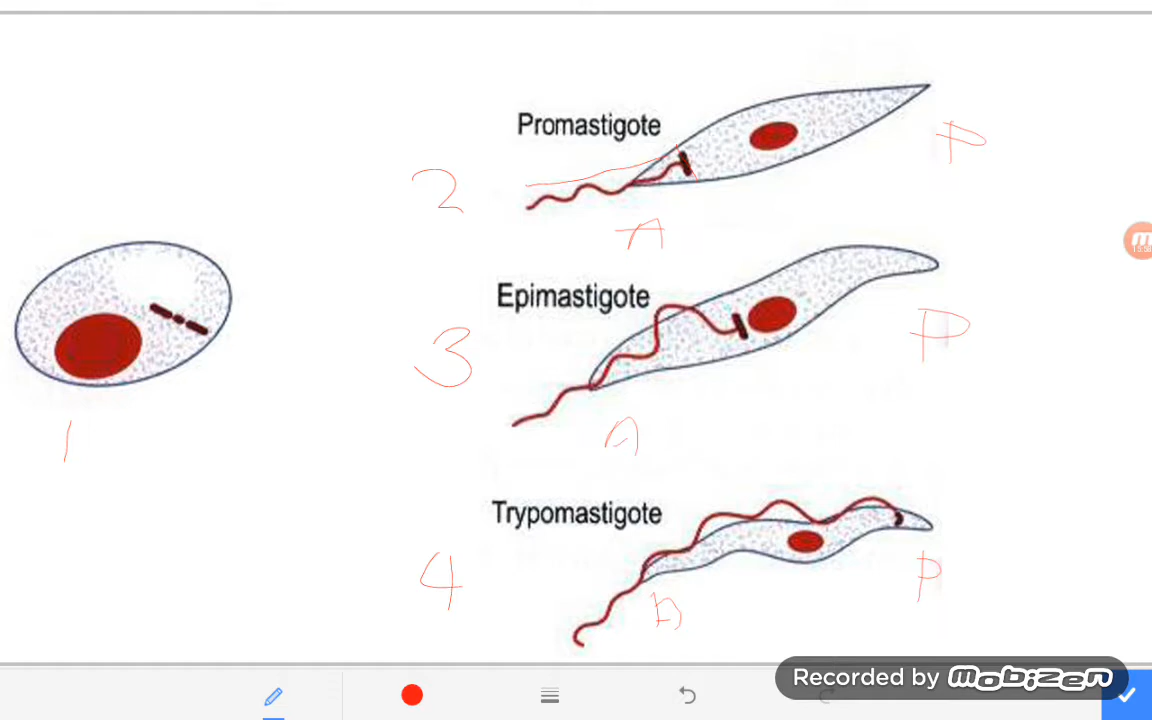 Promastigote
P
2
A
Epimastigote
P
3
A
1
Trypomastigote
P
4
A
Recorded by mobizen